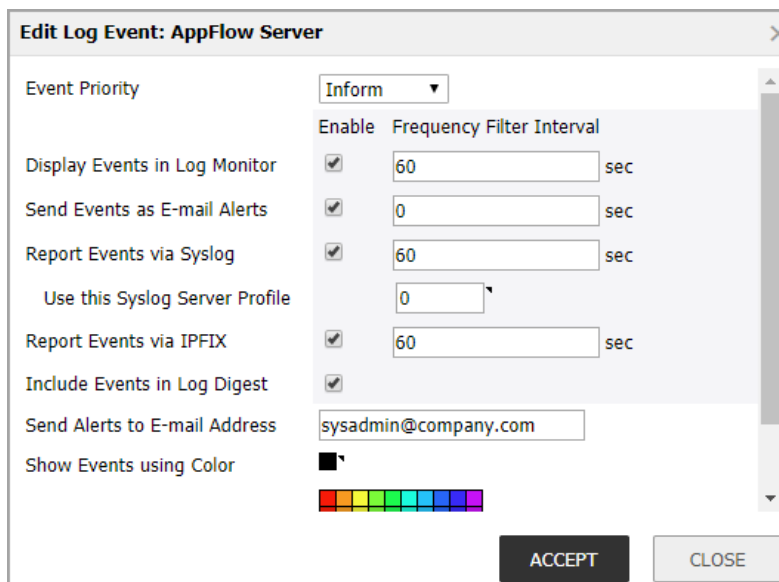 Edit Log Event: AppFlow Server
Event Priority Inform
Enable Frequency Filter Interval
Display Events in Log Monitor 60 sec
Send Events as E-mail Alerts 0 sec
Report Events via Syslog 60 sec
Use this Syslog Server Profile 0
Report Events via IPFIX 60 sec
Include Events in Log Digest
Send Alerts to E-mail Address sysadmin@company.com
Show Events using Color
ACCEPT CLOSE